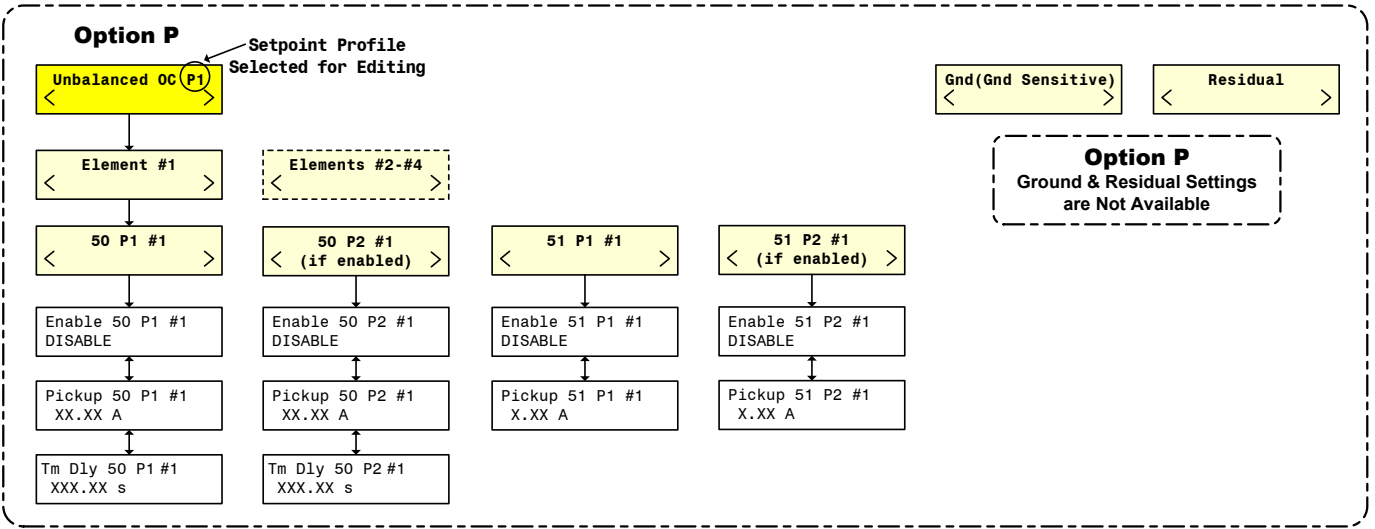 Option P
Setpoint Profile
Selected for Editing
Unbalanced OC P1
< >
Gnd(Gnd Sensitive)
< >
Residual
< >
Element #1
< >
Elements #2-#4
< >
Option P
Ground & Residual Settings
are Not Available
50 P1 #1
< >
50 P2 #1
< (if enabled) >
51 P1 #1
< >
51 P2 #1
< (if enabled) >
Enable 50 P1 #1
DISABLE
Enable 50 P2 #1
DISABLE
Enable 51 P1 #1
DISABLE
Enable 51 P2 #1
DISABLE
Pickup 50 P1 #1
XX.XX A
Pickup 50 P2 #1
XX.XX A
Pickup 51 P1 #1
X.XX A
Pickup 51 P2 #1
X.XX A
Tm Dly 50 P1 #1
XXX.XX s
Tm Dly 50 P2 #1
XXX.XX s